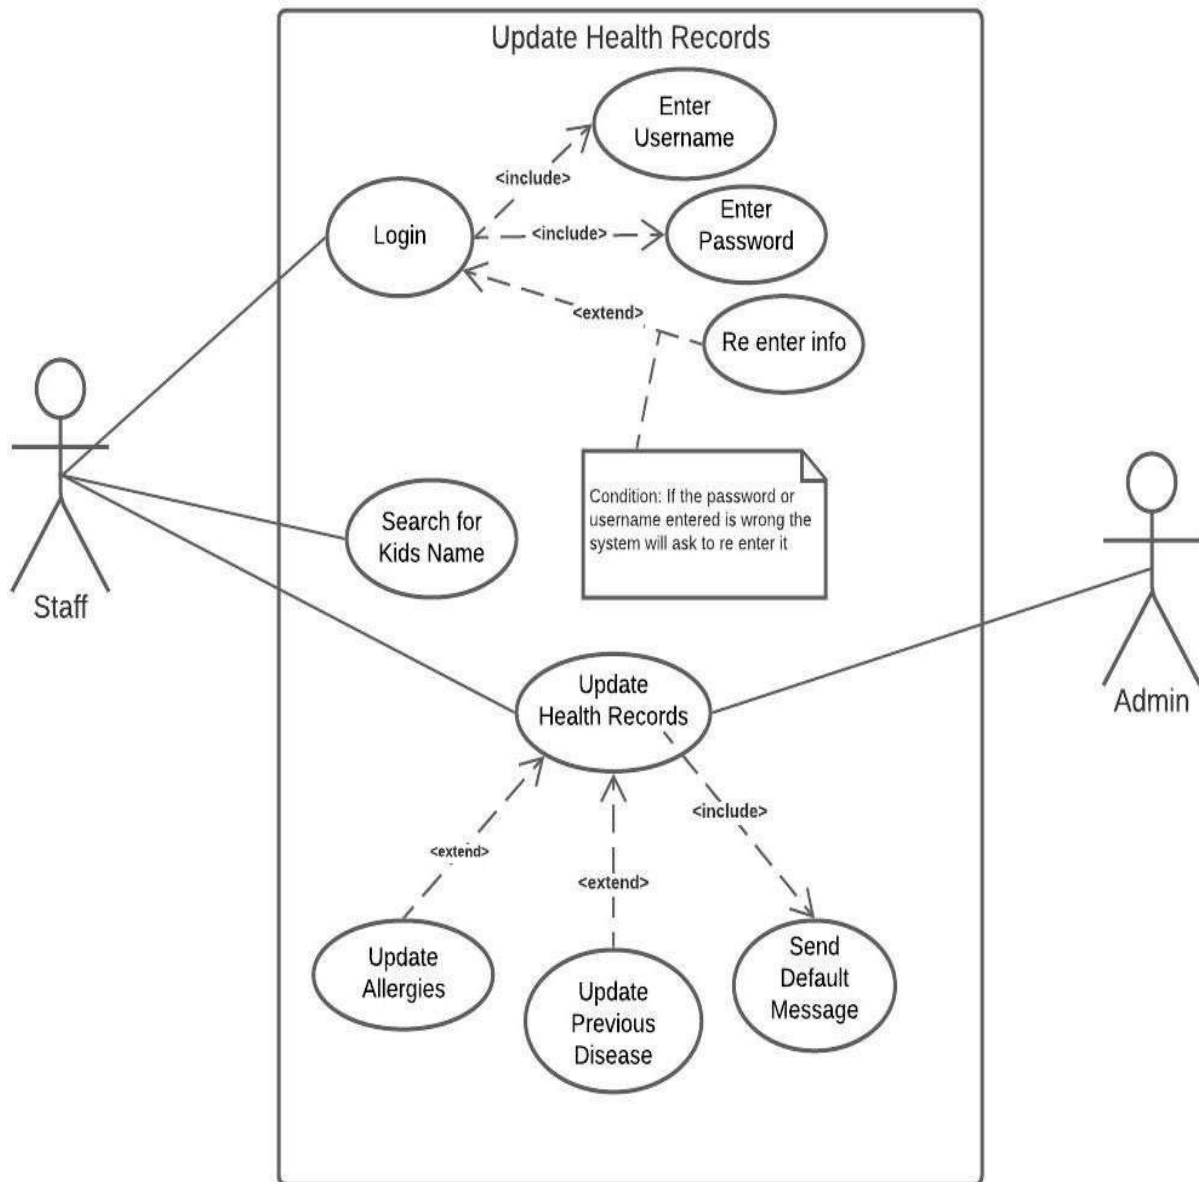 Update Health Records
Enter
Username
<include>
Enter
Password
Login
<include>
<extend>
Re enter info
Condition: If the password or
username entered is wrong the
system will ask to re enter it
Search for
Kids Name
Staff
Update
Health Records
Admin
<include>
<extend>
<extend>
Update
Allergies
Update
Previous
Disease
Send
Default
Message